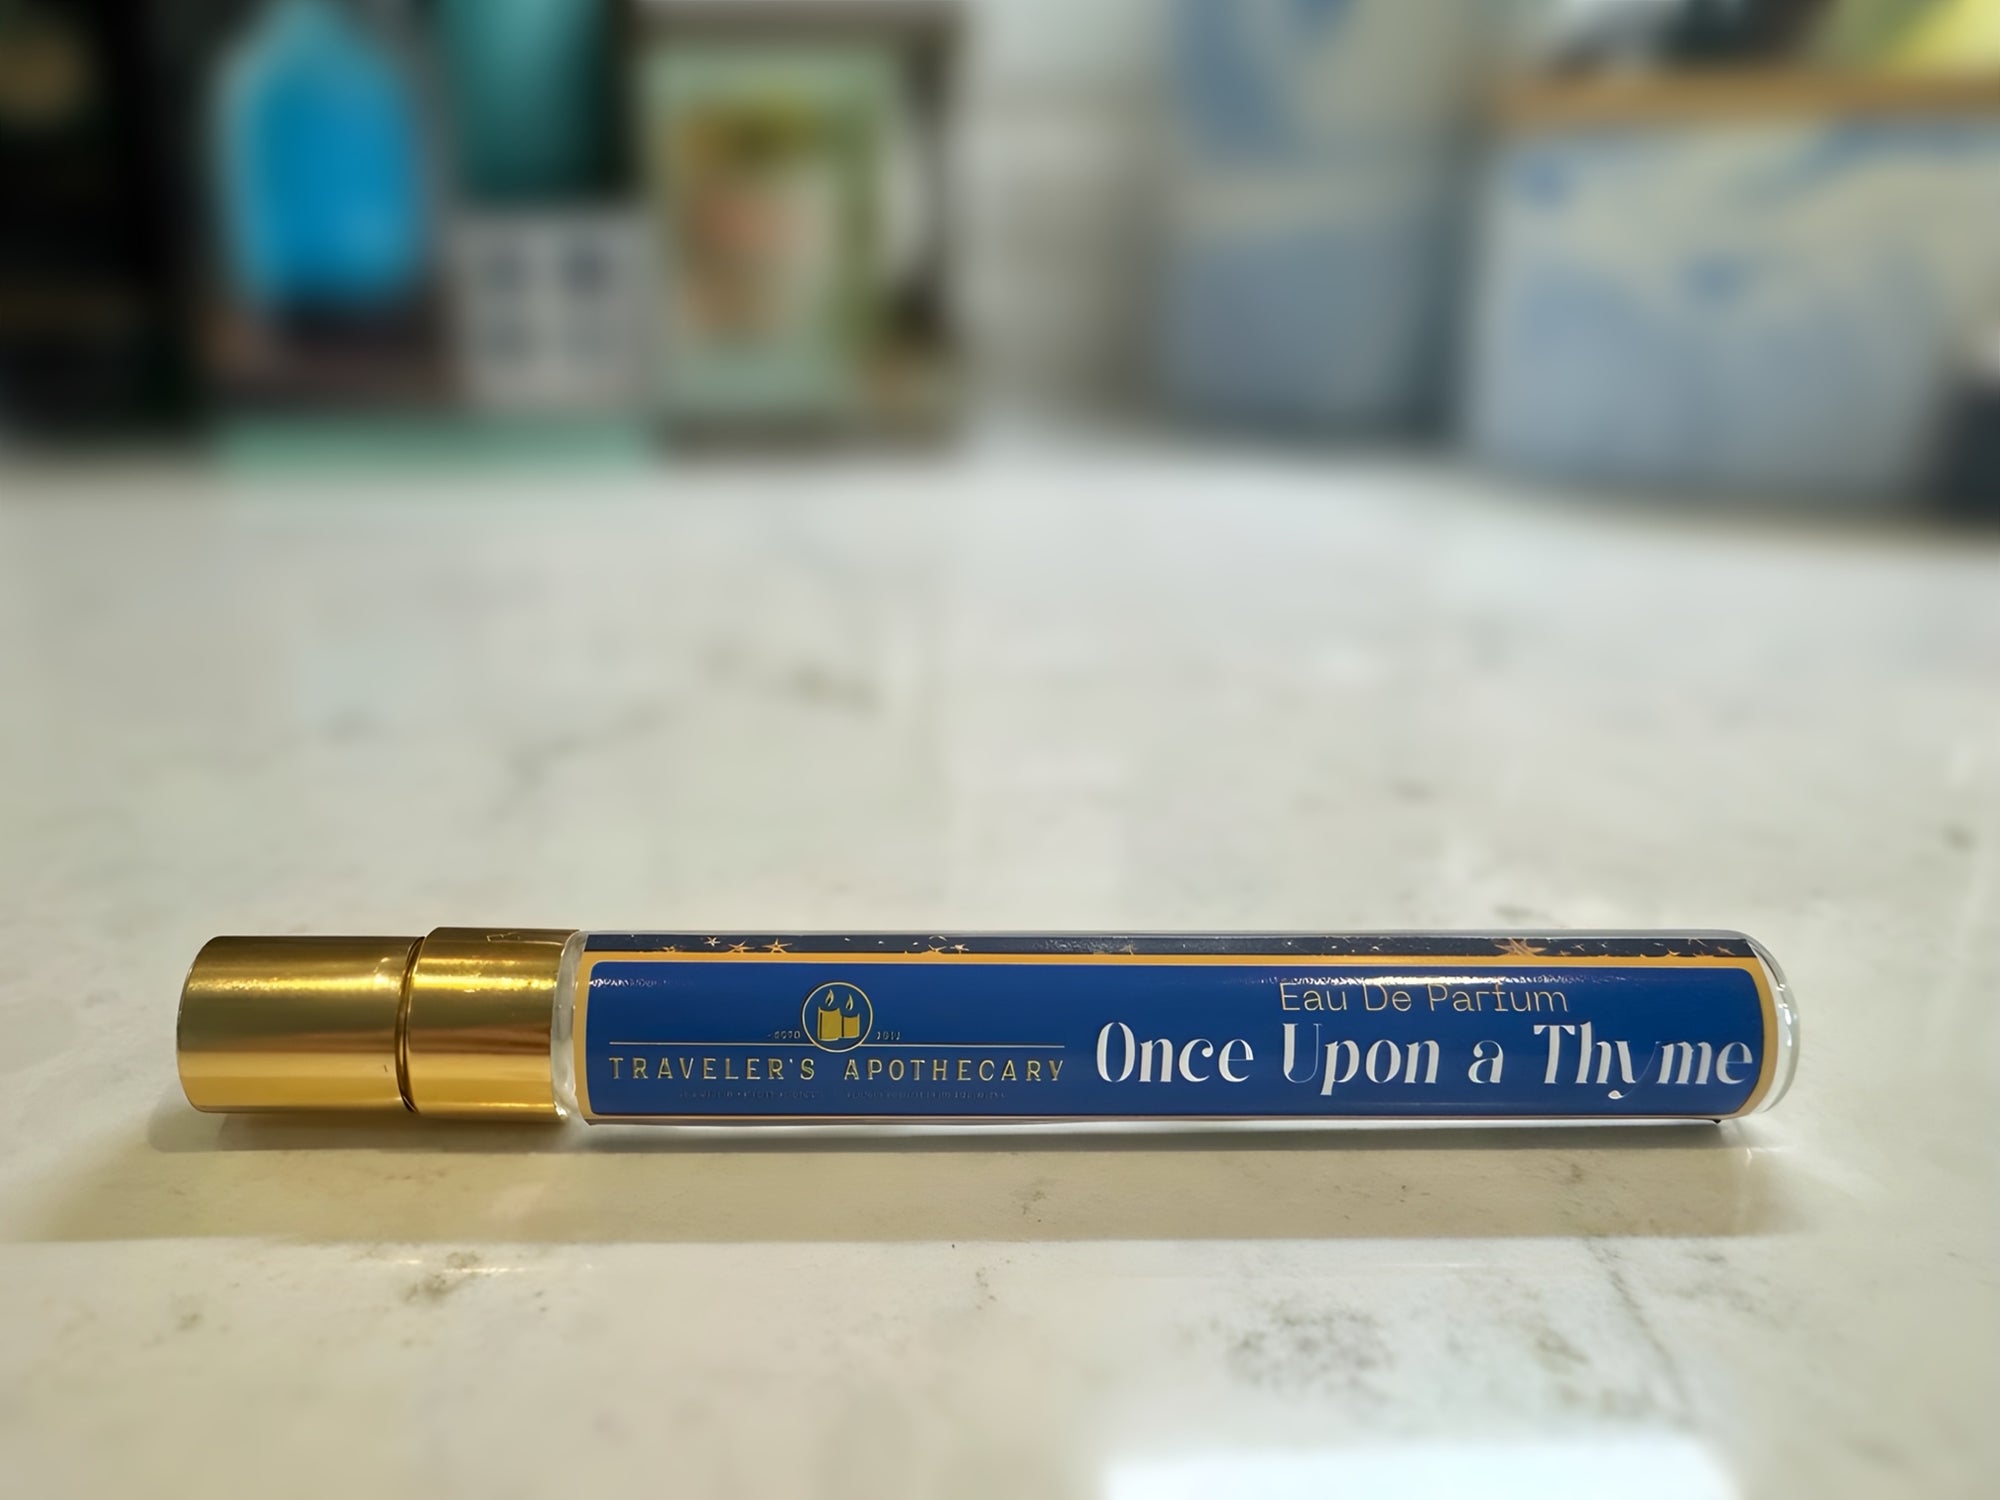 TRAVELER'S APOTHECARY
Eau De Parfum
Once Upon a Thyme